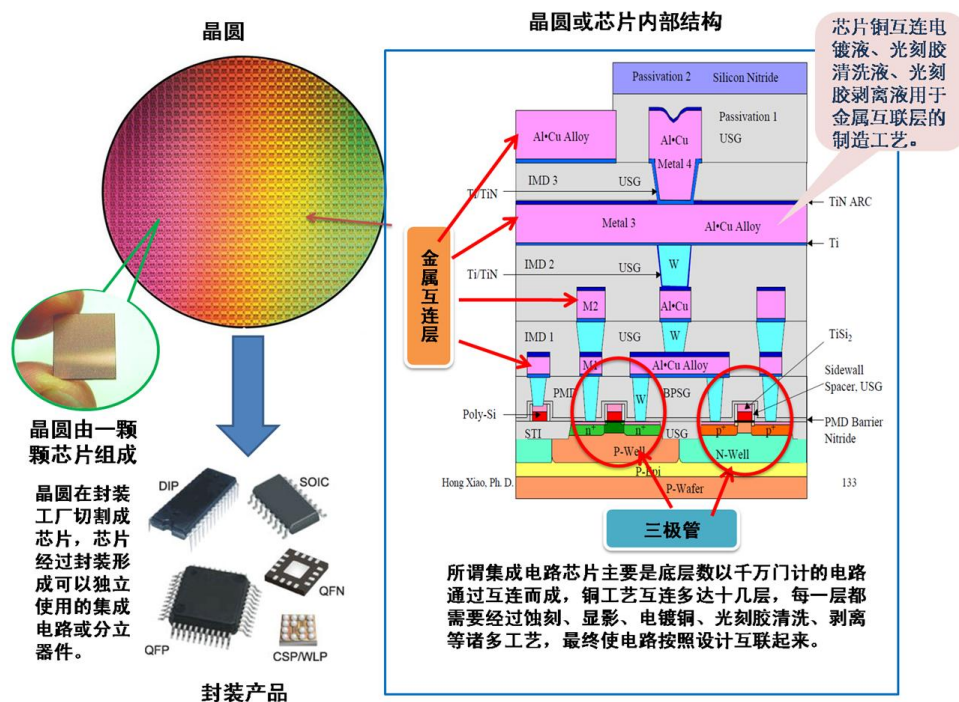 晶圆
晶圆或芯片内部结构
芯片铜互连电
镀液、光刻胶
清洗液、光刻
胶剥离液用于
金属互联层的
制造工艺。
Passivation 2
Silicon Nitride
Passivation 1
USG
Al•Cu Alloy
Al•Cu
Metal 4
IMD 3
USG
Ti/TiN
TiN ARC
Metal 3
Al•Cu Alloy
Ti
金属互连层
IMD 2
USG
W
Ti/TiN
M2
Al•Cu
IMD 1
USG
W
TiSi₂
M1
Al•Cu Alloy
Sidewall
Spacer, USG
PMD
W
BPSG
Poly-Si
PMD Barrier
Nitride
STI
n⁺
n⁺
USG
p⁺
p⁺
P-Well
N-Well
P-Epi
Hong Xiao, Ph. D.
P-Wafer
133
三极管
晶圆由一颗
颗芯片组成
晶圆在封装
工厂切割成
芯片，芯片
经过封装形
成可以独立
使用的集成
电路或分立
器件。
DIP
SOIC
QFN
QFP
CSP/WLP
封装产品
所谓集成电路芯片主要是底层数以千万门计的电路
通过互连而成，铜工艺互连多达十几层，每一层都
需要经过蚀刻、显影、电镀铜、光刻胶清洗、剥离
等诸多工艺，最终使电路按照设计互联起来。